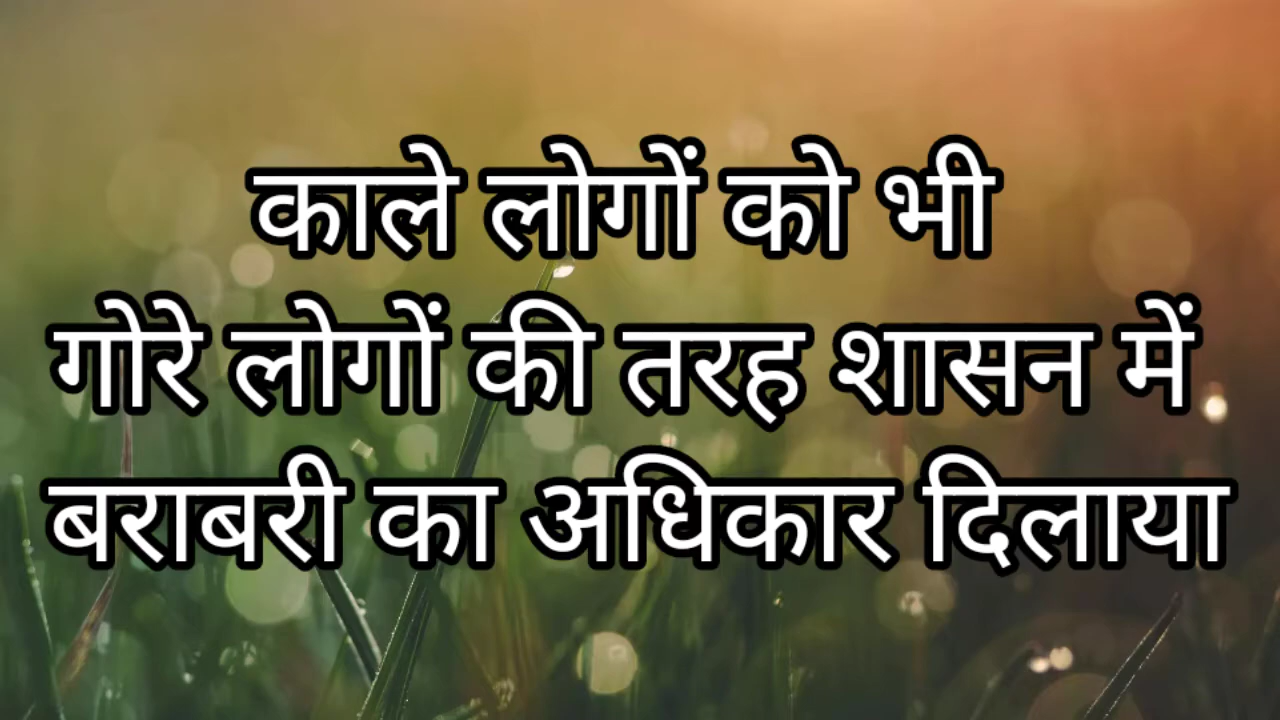 काले लोगों को भी
गोरे लोगों की तरह शासन में
बराबरी का अधिकार दिलाया